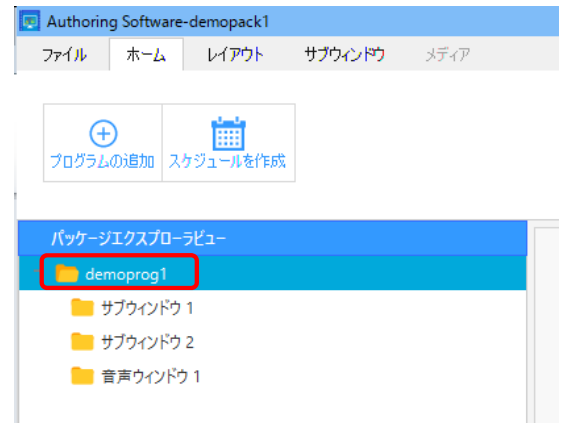 Authoring Software-demopack1
ファイル ホーム レイアウト サブウィンドウ メディア
プログラムの追加 スケジュールを作成
パッケージエクスプローラビュー
demoprog1
サブウィンドウ 1
サブウィンドウ 2
音声ウィンドウ 1